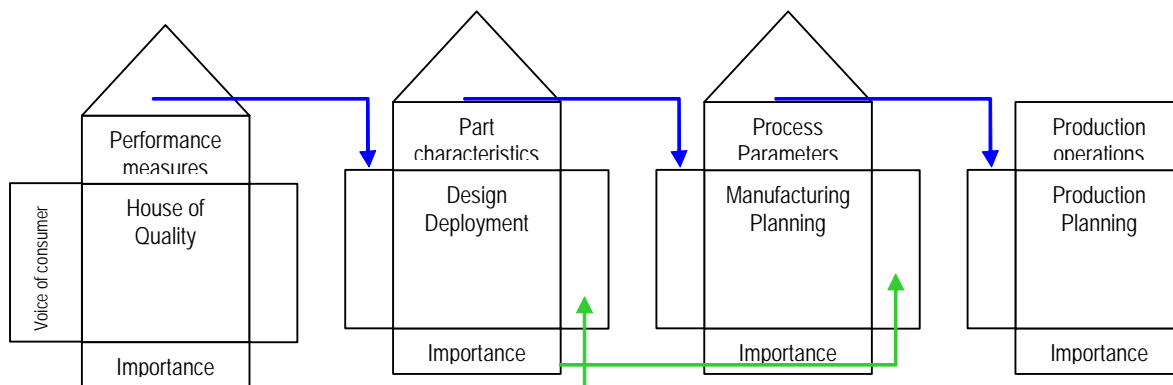 Performance
measures
House of
Quality
Voice of consumer
Importance
Part
characteristics
Design
Deployment
Importance
Process
Parameters
Manufacturing
Planning
Importance
Production
operations
Production
Planning
Importance